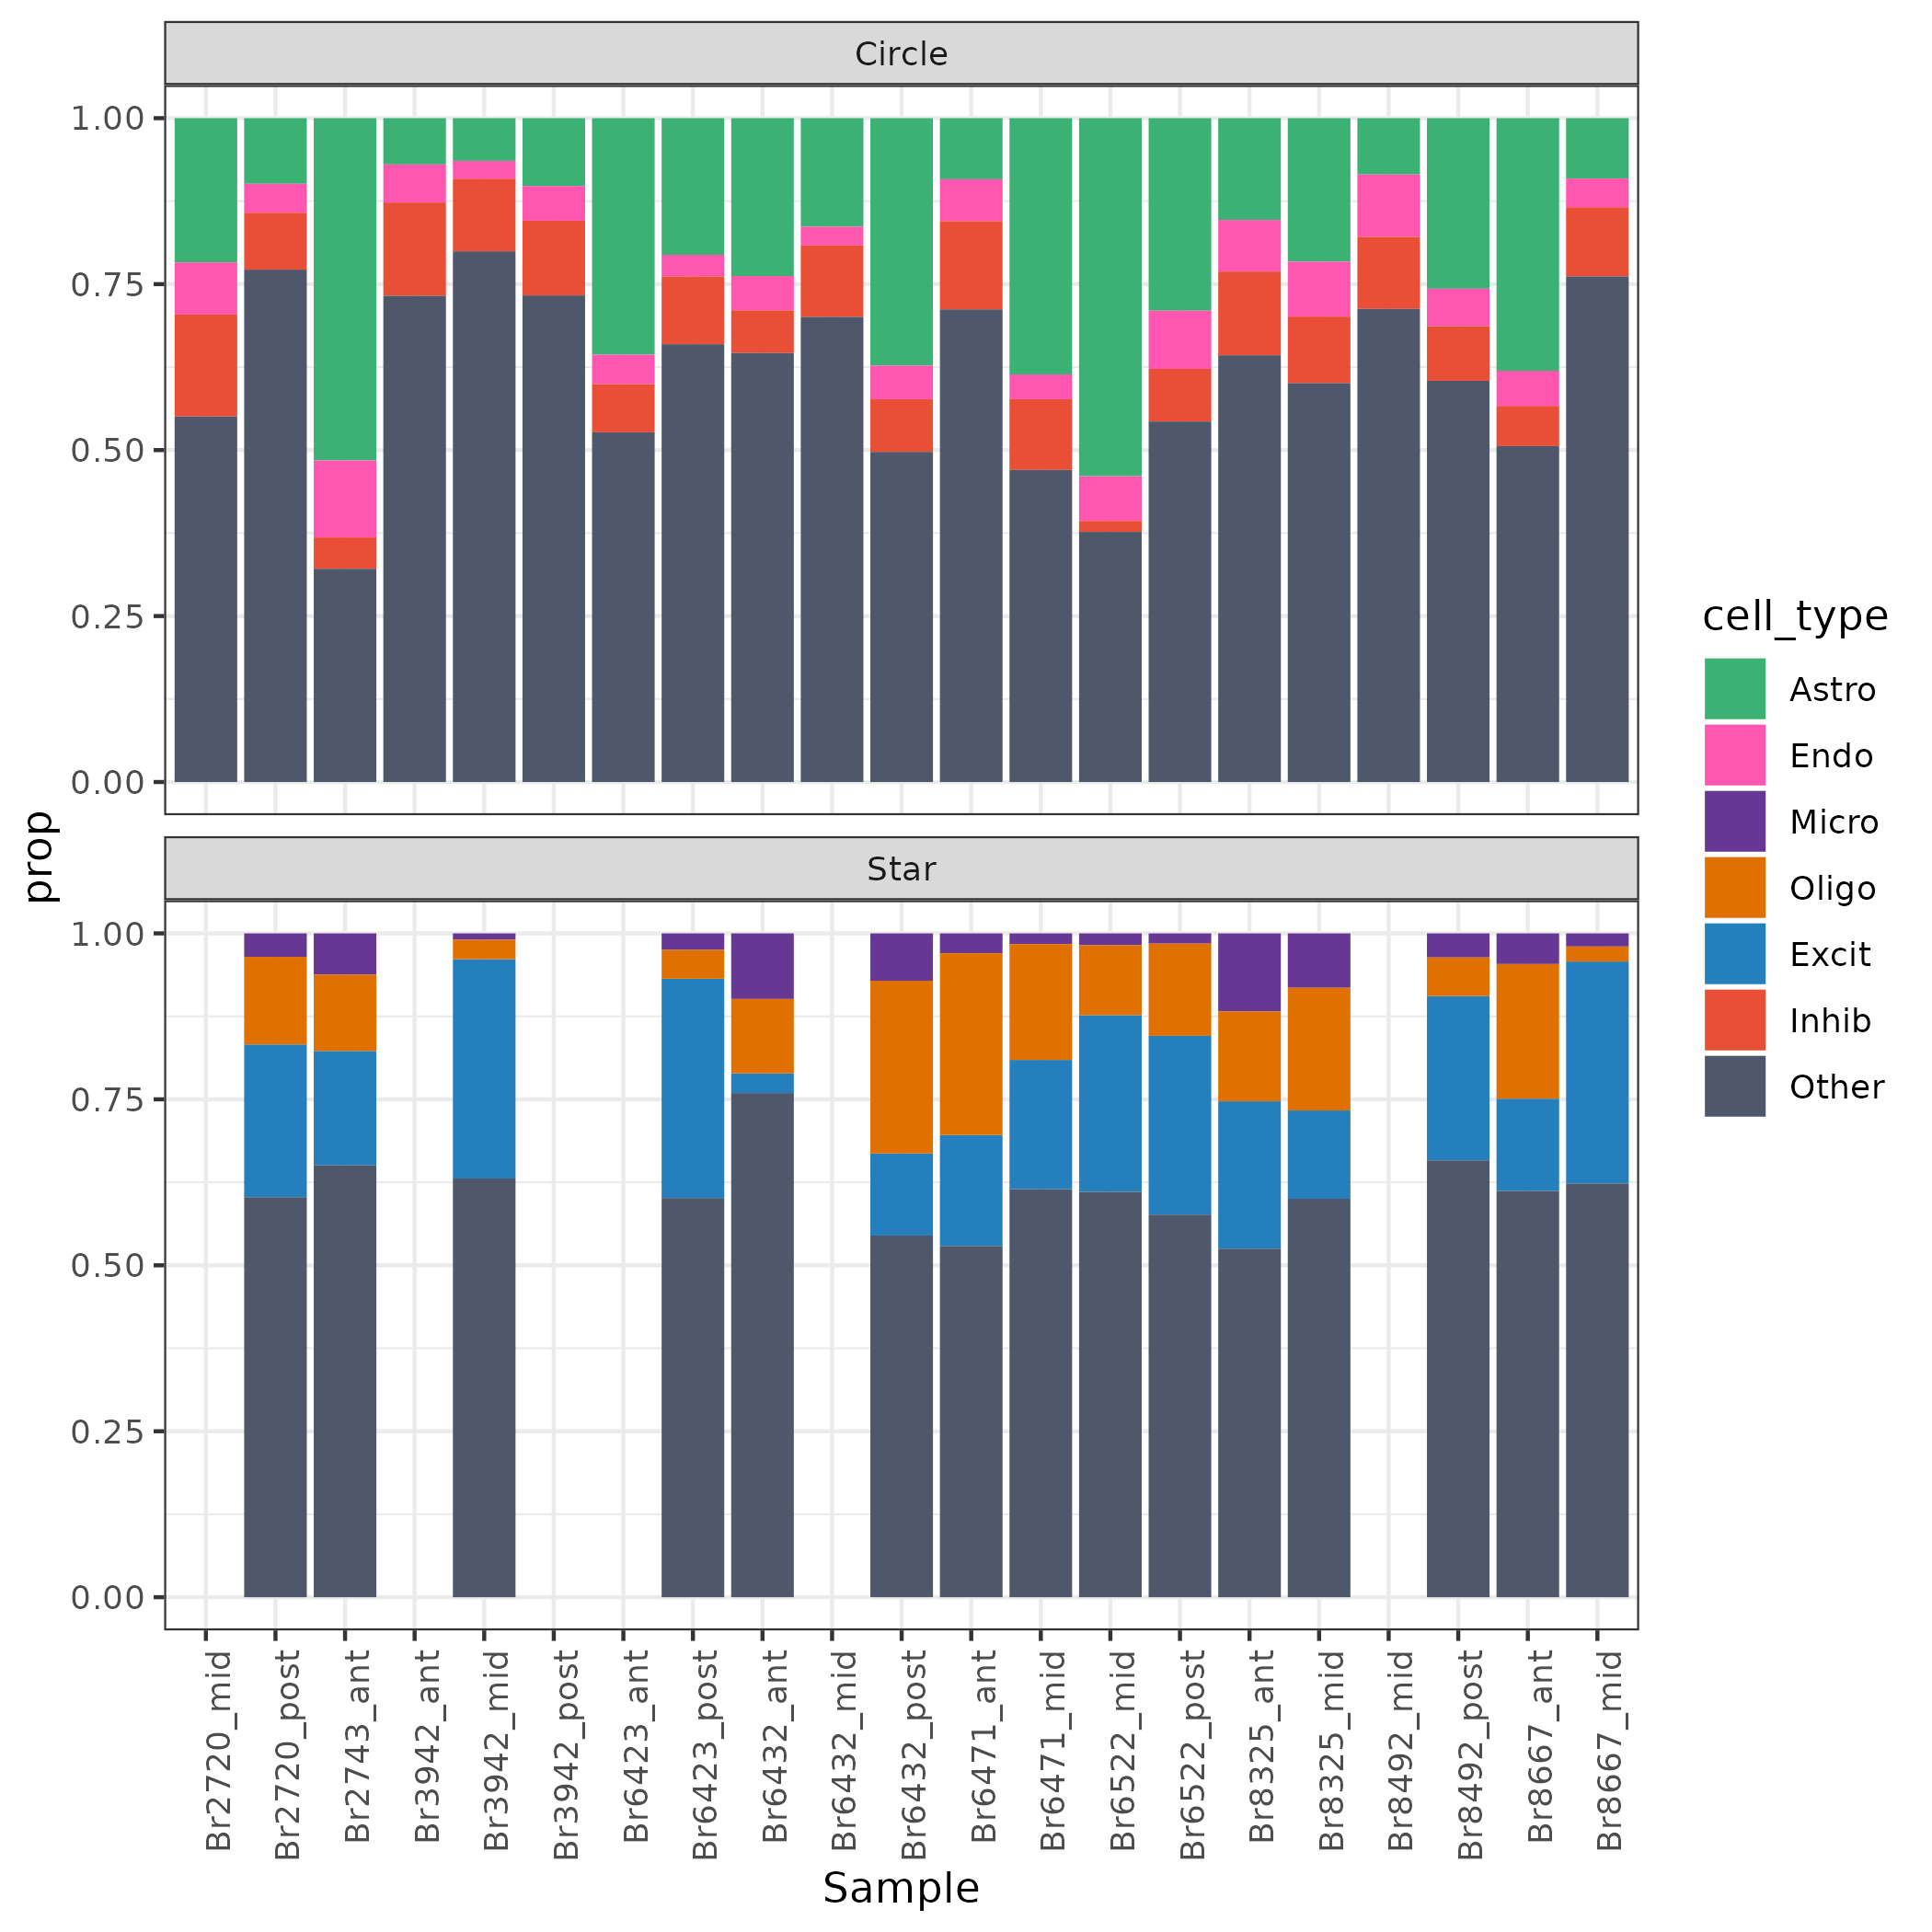 Circle
1.00
0.75
0.50
0.25
0.00
prop
Star
1.00
0.75
0.50
0.25
0.00
Br2720_mid
Br2720_post
Br2743_ant
Br3942_ant
Br3942_mid
Br3942_post
Br6423_ant
Br6423_post
Br6432_ant
Br6432_mid
Br6432_post
Br6471_ant
Br6471_mid
Br6522_mid
Br6522_post
Br8325_ant
Br8325_mid
Br8492_mid
Br8492_post
Br8667_ant
Br8667_mid
Sample
cell_type
Astro
Endo
Micro
Oligo
Excit
Inhib
Other